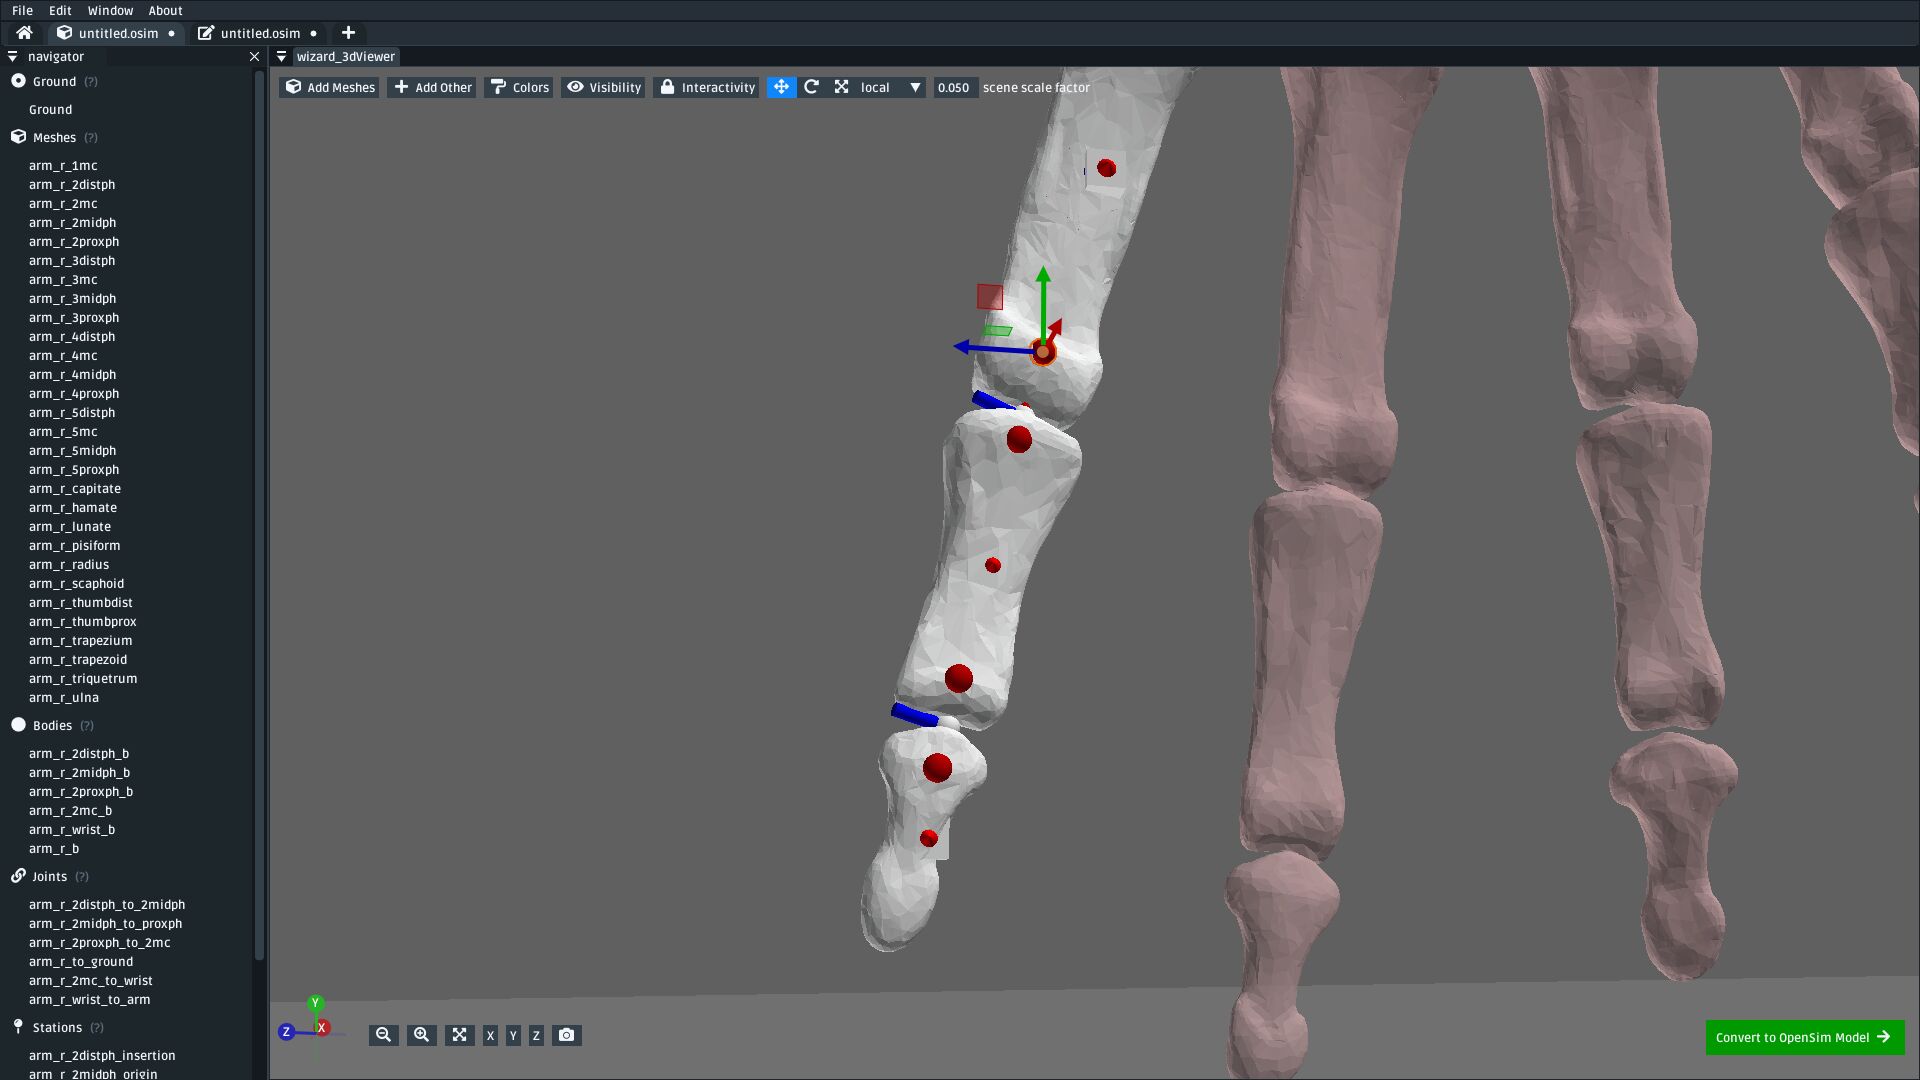 File Edit Window About
untitled.osim untitled.osim
navigator
wizard_3dViewer
Ground (?)
Ground
Meshes (?)
arm_r_1mc
arm_r_2distph
arm_r_2mc
arm_r_2midph
arm_r_2proxph
arm_r_3distph
arm_r_3mc
arm_r_3midph
arm_r_3proxph
arm_r_4distph
arm_r_4mc
arm_r_4midph
arm_r_4proxph
arm_r_5distph
arm_r_5mc
arm_r_5midph
arm_r_5proxph
arm_r_capitate
arm_r_hamate
arm_r_lunate
arm_r_pisiform
arm_r_radius
arm_r_scaphoid
arm_r_thumbdist
arm_r_thumbprox
arm_r_trapezium
arm_r_trapezoid
arm_r_triquetrum
arm_r_ulna
Bodies (?)
arm_r_2distph_b
arm_r_2midph_b
arm_r_2proxph_b
arm_r_2mc_b
arm_r_wrist_b
arm_r_b
Joints (?)
arm_r_2distph_to_2midph
arm_r_2midph_to_proxph
arm_r_2proxph_to_2mc
arm_r_to_ground
arm_r_2mc_to_wrist
arm_r_wrist_to_arm
Stations (?)
arm_r_2distph_insertion
arm_r_2midph_origin
Add Meshes Add Other Colors Visibility Interactivity local 0.050 scene scale factor
Y
Z X
X Y Z
Convert to OpenSim Model